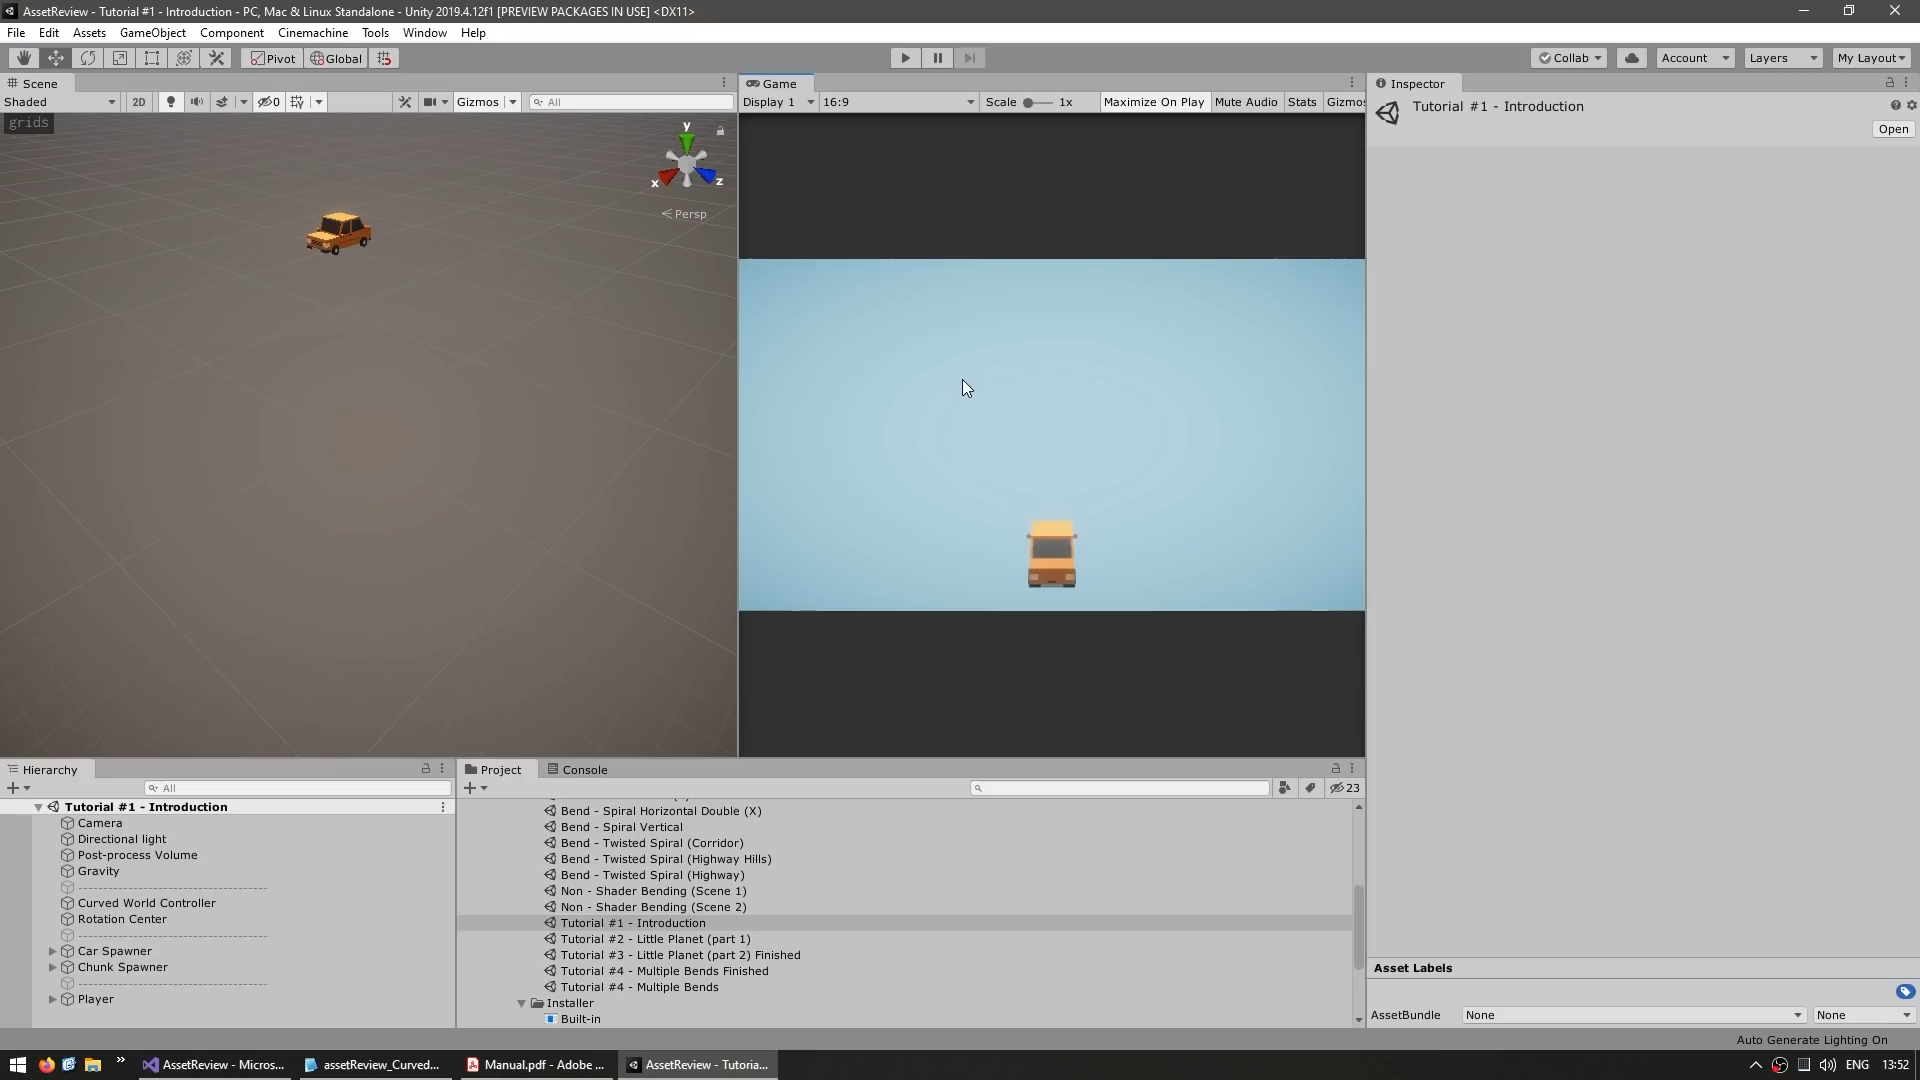 AssetReview - Tutorial #1 - Introduction - PC, Mac & Linux Standalone - Unity 2019.4.12f1 [PREVIEW PACKAGES IN USE] <DX11>
File Edit Assets GameObject Component Cinemachine Tools Window Help
Pivot Global Collab Account Layers My Layout
Scene Game Inspector
Shaded 2D 0 Gizmos All Display 1 16:9 Scale 1x Maximize On Play Mute Audio Stats Gizmos
Tutorial #1 - Introduction
Open
grids
y
x z
Persp
Hierarchy
All
Tutorial #1 - Introduction
Camera
Directional light
Post-process Volume
Gravity
------------------------------------
Curved World Controller
Rotation Center
------------------------------------
Car Spawner
Chunk Spawner
------------------------------------
Player
Project Console
23
Bend - Spiral Horizontal Double (X)
Bend - Spiral Vertical
Bend - Twisted Spiral (Corridor)
Bend - Twisted Spiral (Highway Hills)
Bend - Twisted Spiral (Highway)
Non - Shader Bending (Scene 1)
Non - Shader Bending (Scene 2)
Tutorial #1 - Introduction
Tutorial #2 - Little Planet (part 1)
Tutorial #3 - Little Planet (part 2) Finished
Tutorial #4 - Multiple Bends Finished
Tutorial #4 - Multiple Bends
Installer
Built-in
Asset Labels
AssetBundle None None
Auto Generate Lighting On
AssetReview - Micros... assetReview_Curved... Manual.pdf - Adobe ... AssetReview - Tutoria... ENG 13:52